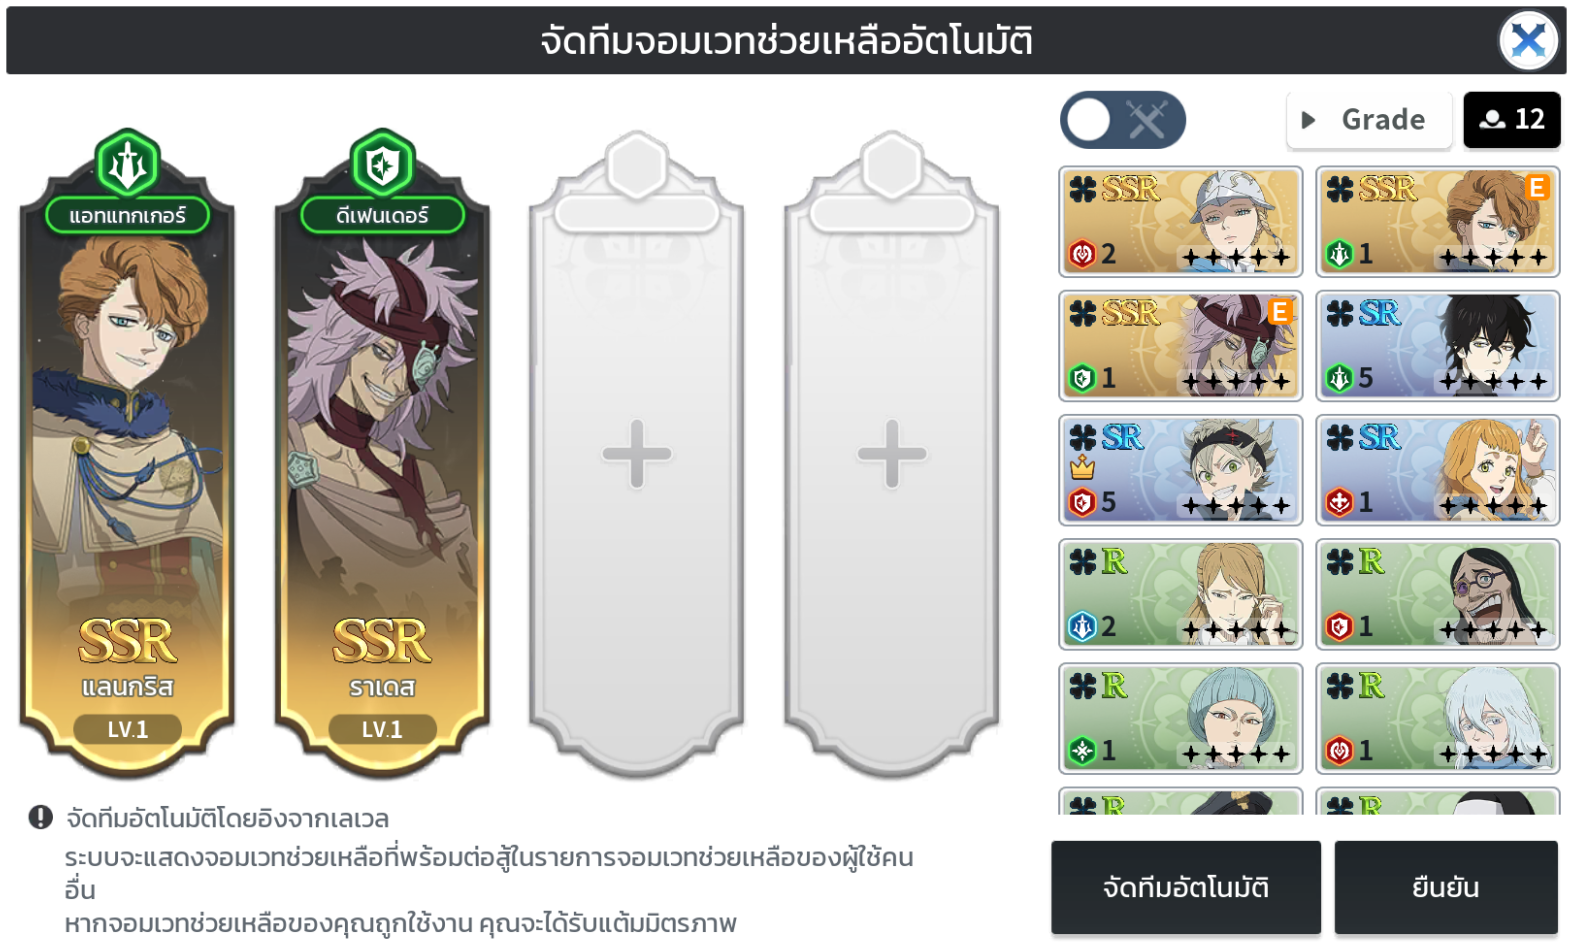 จัดทีมจอมเวทช่วยเหลืออัตโนมัติ
Grade
12
แอทแทกเกอร์
ดีเฟนเดอร์
SSR
แลนกริส
LV.1
SSR
ราเดส
LV.1
SSR
2
SSR
E
1
SSR
E
1
SR
5
SR
5
SR
1
R
2
R
1
R
1
R
1
R
R
จัดทีมอัตโนมัติโดยอิงจากเลเวล
ระบบจะแสดงจอมเวทช่วยเหลือที่พร้อมต่อสู้ในรายการจอมเวทช่วยเหลือของผู้ใช้คน
อื่น
หากจอมเวทช่วยเหลือของคุณถูกใช้งาน คุณจะได้รับแต้มมิตรภาพ
จัดทีมอัตโนมัติ
ยืนยัน